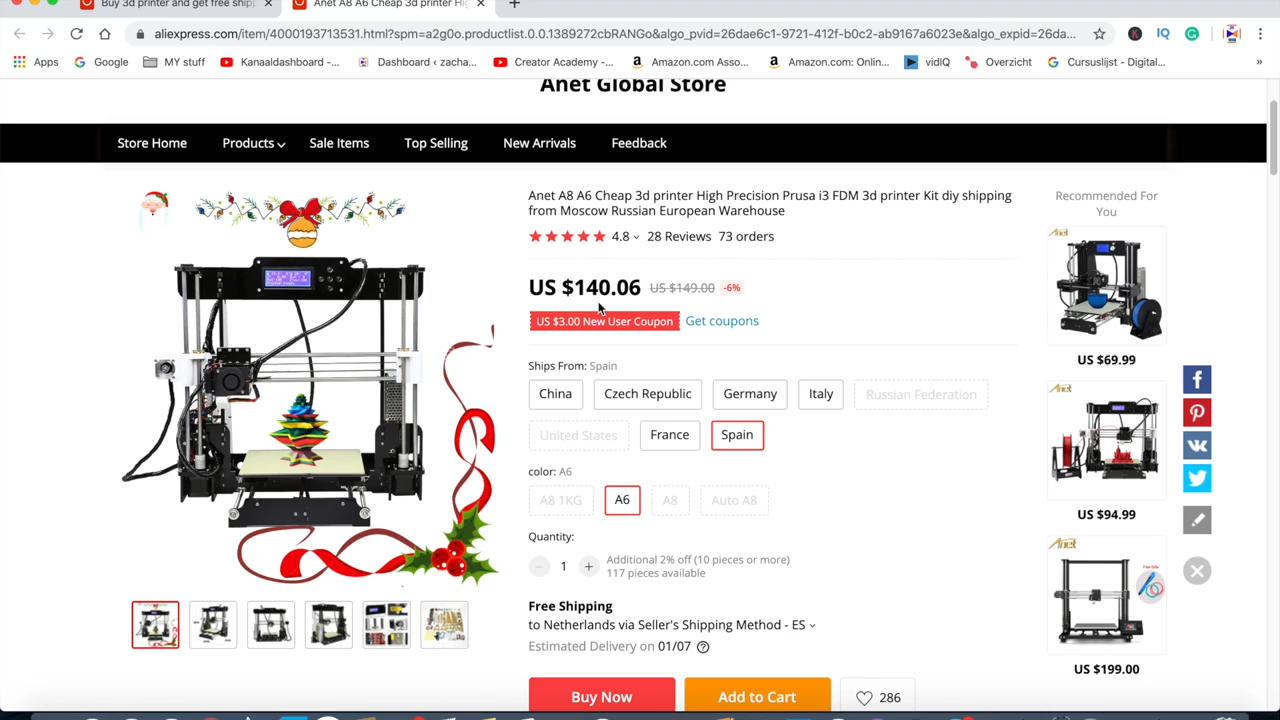 Buy 3d printer and get free shipp
Anet A8 A6 Cheap 3d printer Hig
aliexpress.com/item/4000193713531.html?spm=a2g0o.productlist.0.0.1389272cbRANGo&algo_pvid=26dae6c1-9721-412f-b0c2-ab9167a6023e&algo_expid=26da...
Apps
Google
MY stuff
Kanaaldashboard -...
Dashboard ‹ zacha...
Creator Academy -...
Amazon.com Asso...
Amazon.com: Onlin...
vidIQ
Overzicht
Cursuslijst - Digital...
»
Anet Global Store
Store Home
Products
Sale Items
Top Selling
New Arrivals
Feedback
Anet A8 A6 Cheap 3d printer High Precision Prusa i3 FDM 3d printer Kit diy shipping
from Moscow Russian European Warehouse
4.8
28 Reviews
73 orders
US $140.06
US $149.00
-6%
US $3.00 New User Coupon
Get coupons
Ships From: Spain
China
Czech Republic
Germany
Italy
Russian Federation
United States
France
Spain
color: A6
A8 1KG
A6
A8
Auto A8
Quantity:
1
Additional 2% off (10 pieces or more)
117 pieces available
Free Shipping
to Netherlands via Seller's Shipping Method - ES
Estimated Delivery on 01/07
Buy Now
Add to Cart
286
Recommended For
You
Anet
US $69.99
Anet
US $94.99
Anet
US $199.00